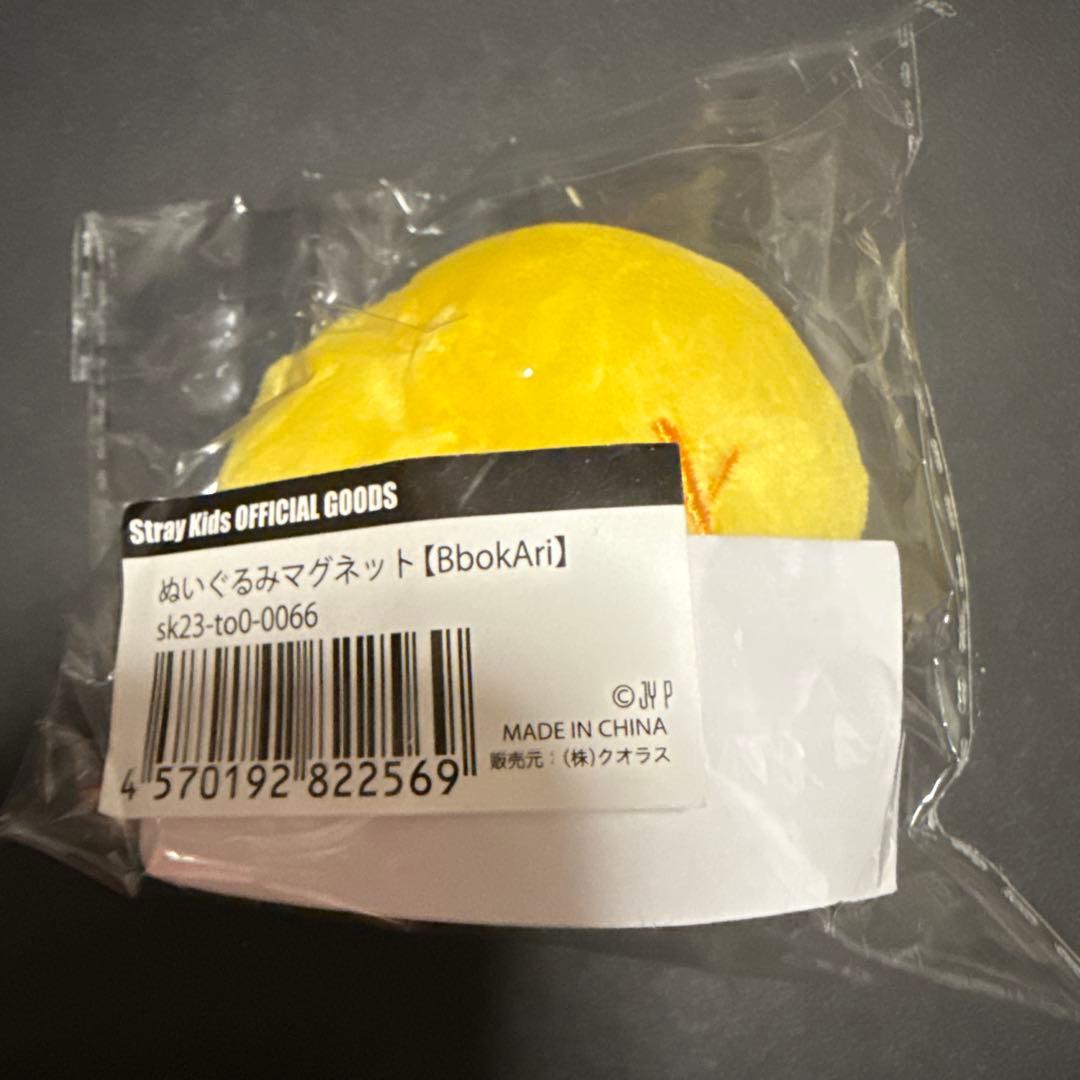 Stray Kids OFFICIAL GOODS
ぬいぐるみマグネット【BbokAri】
sk23-to0-0066
©JYP
MADE IN CHINA
販売元：(株)クオラス
4 570192 822569